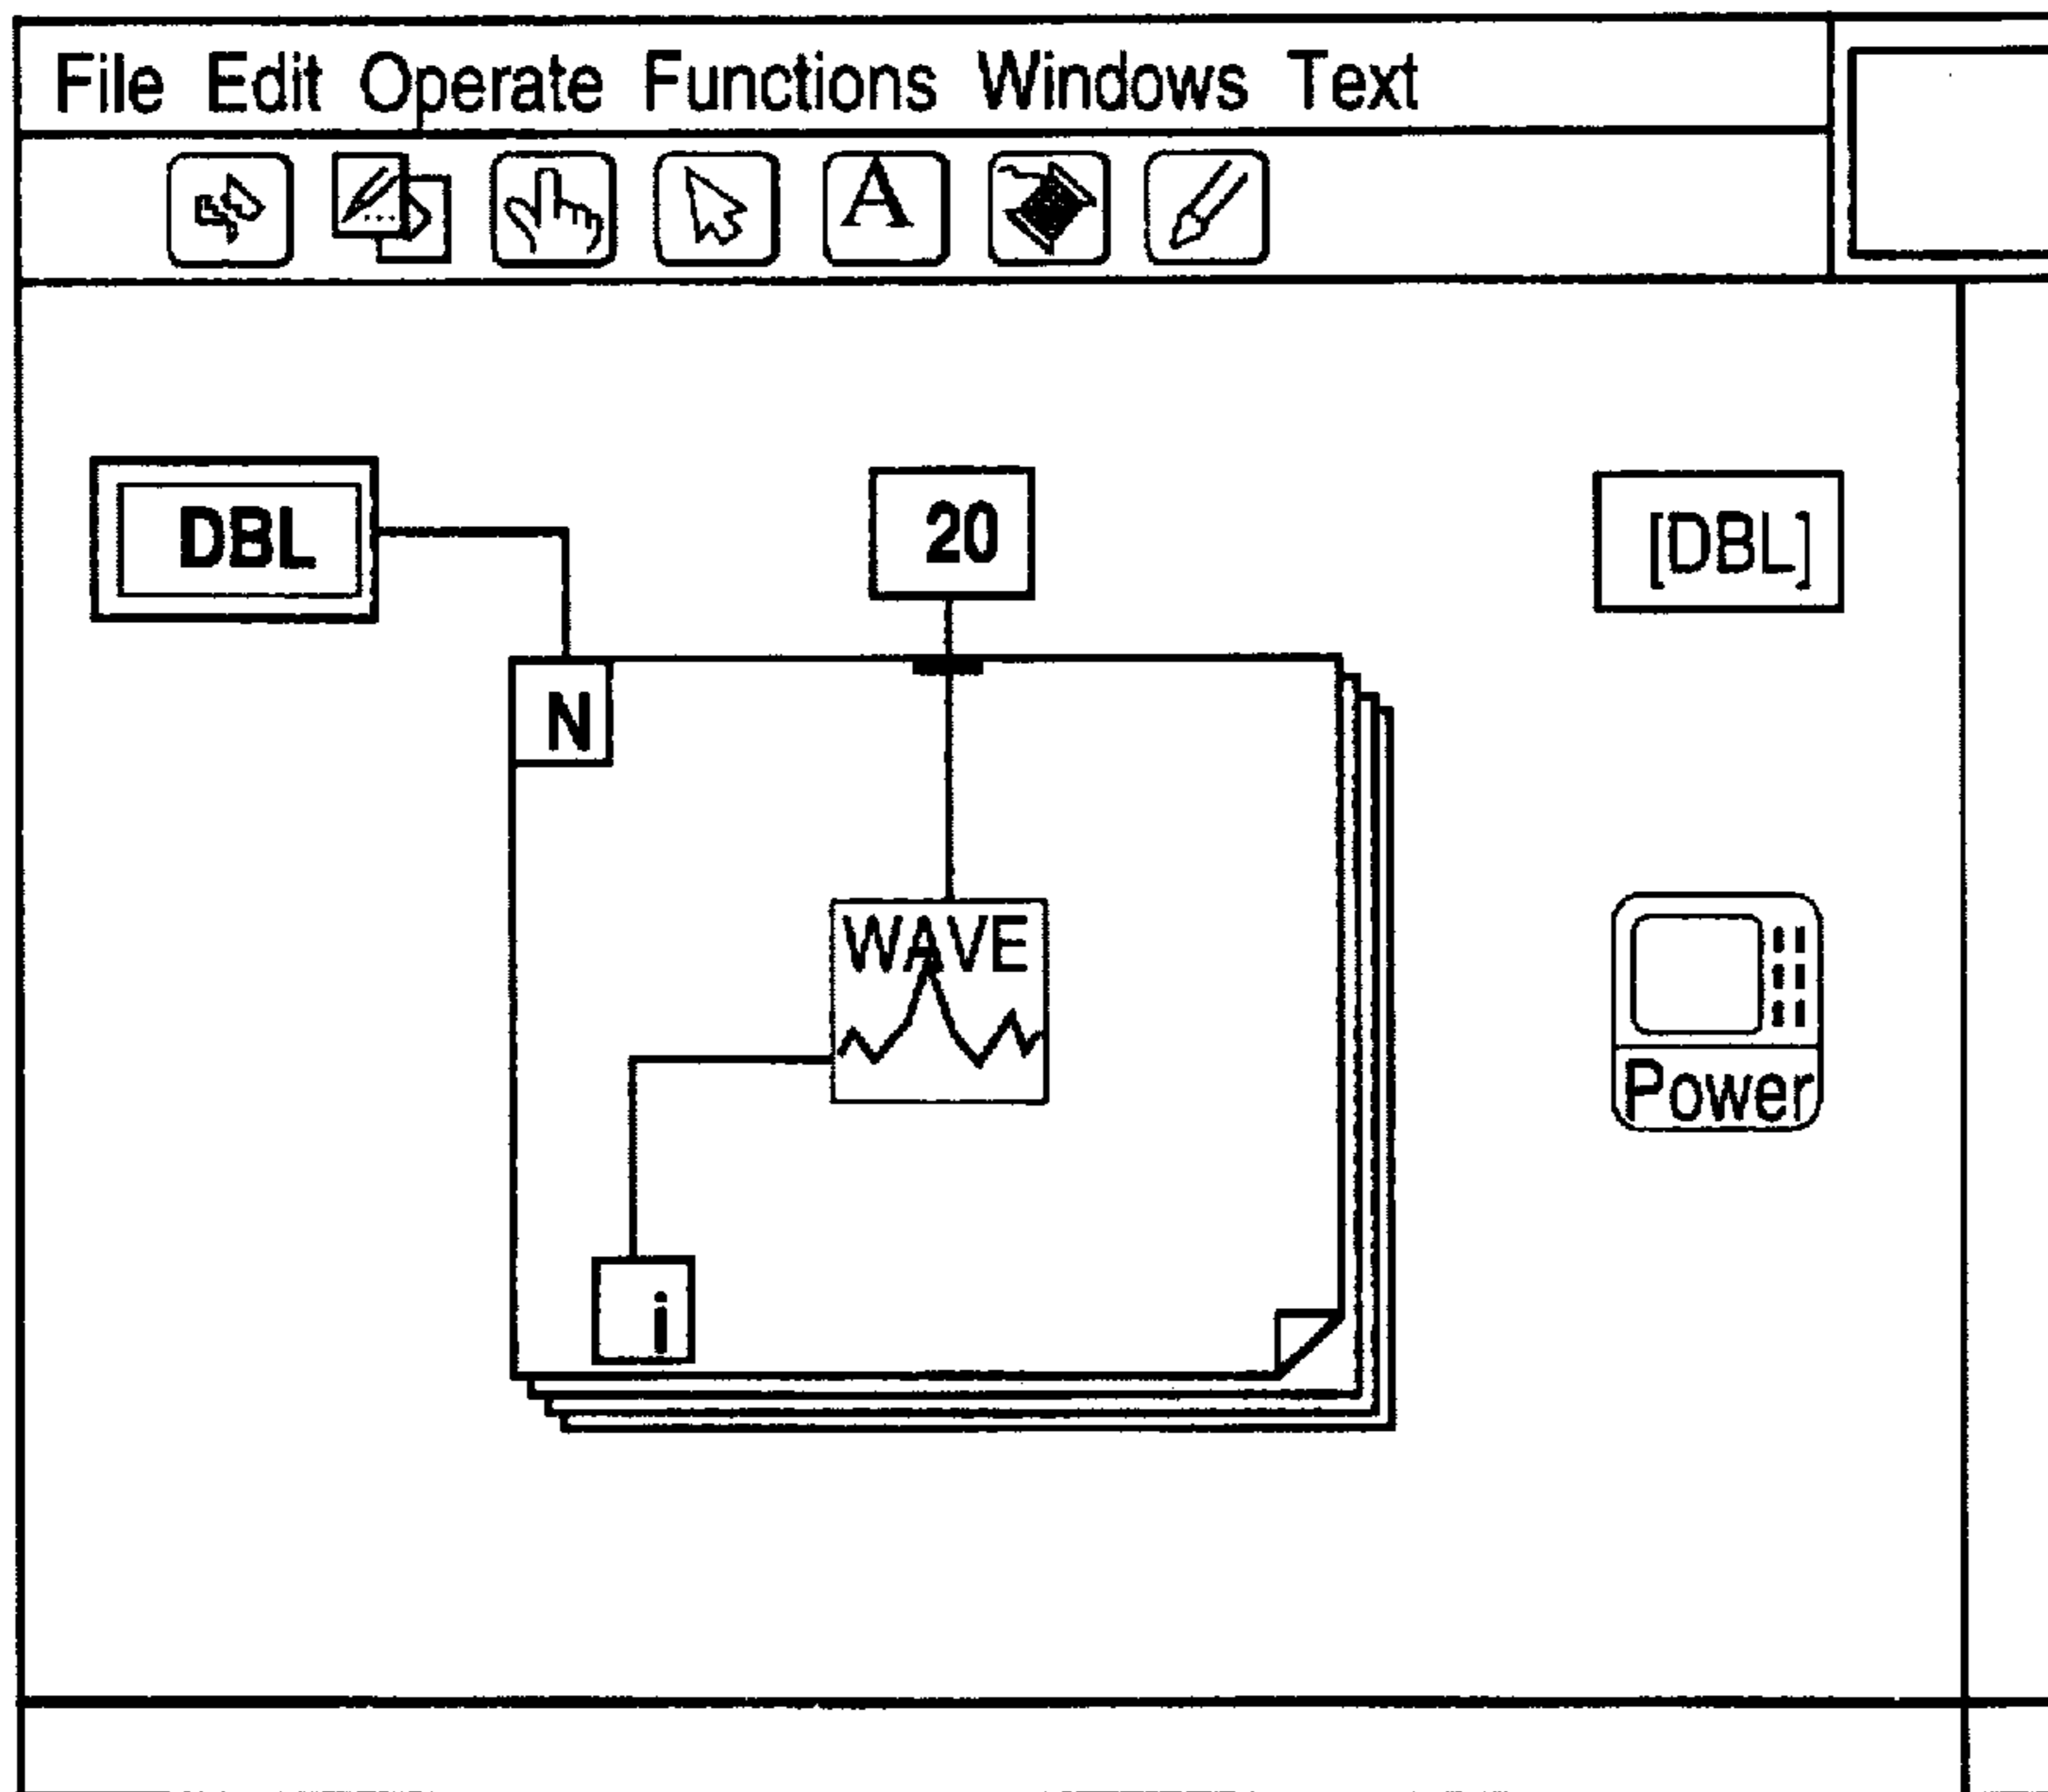 File Edit Operate Functions Windows Text
A
DBL
20
[DBL]
N
WAVE
Power
i